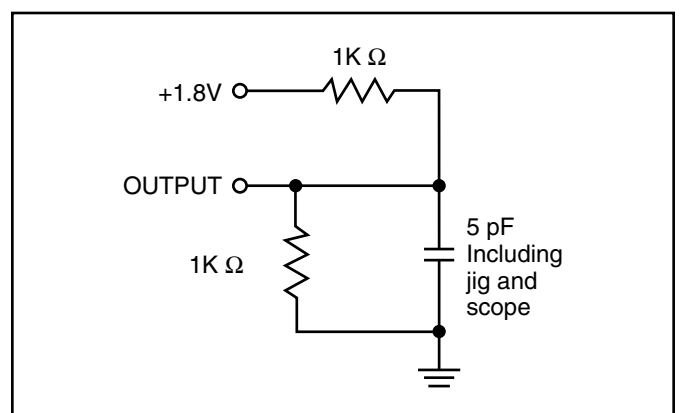 1K Ω
+1.8V
OUTPUT
1K Ω
5 pF
Including
jig and
scope